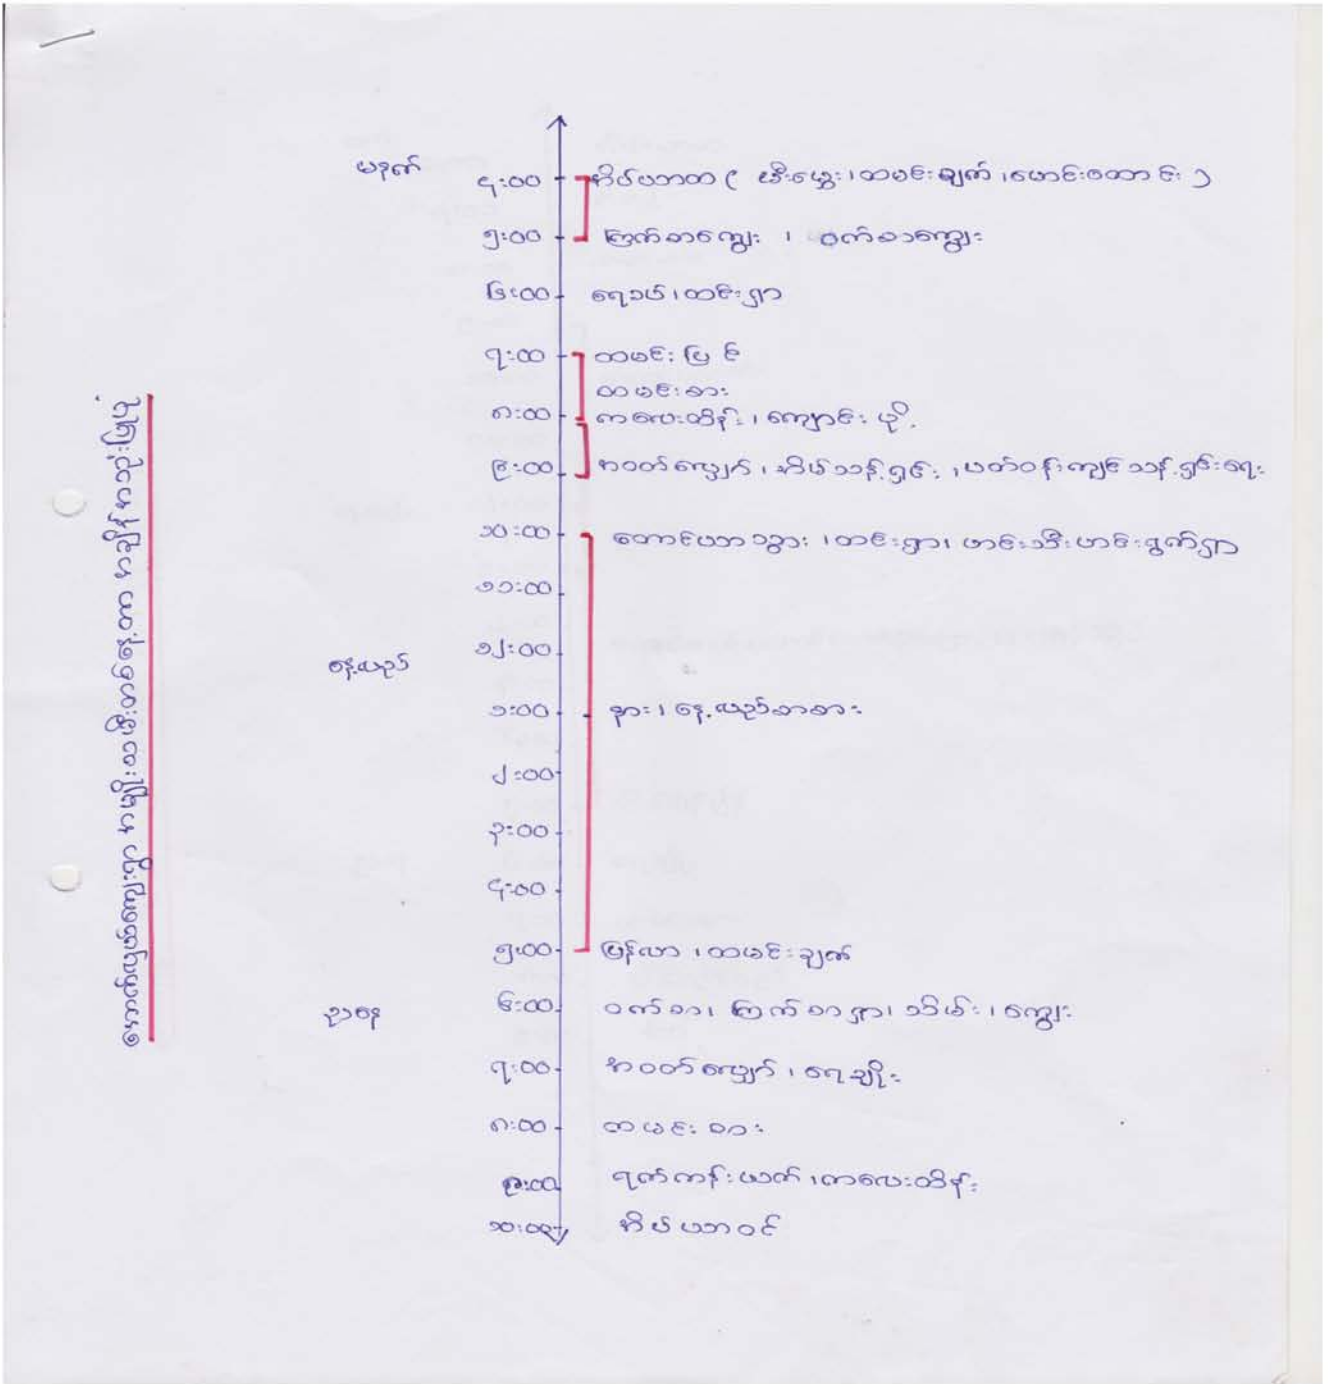 မနက်
၄:၀၀ အိပ်ယာထ ( မီးမွှေး၊ ထမင်းချက် ၊မောင်းထောင်း )
၅:၀၀ ကြက်စာကျွေး ၊ ဝက်စာကျွေး
၆:၀၀ ရေခပ်၊ ထင်းရှာ
၇:၀၀ ထမင်းပြင်
ထမင်းစား
၈:၀၀ ကလေးထိန်း ၊ ကျောင်းပို့
၉:၀၀ အဝတ်လျှော် ၊ အိမ်သန့်ရှင်း ၊ပတ်ဝန်းကျင်သန့်ရှင်းရေး
၁၀:၀၀ တောင်ယာသွား ၊ထင်းရှာ၊ ဟင်းသီးဟင်းရွက်ရှာ
၁၁:၀၀
နေ့လည် ၁၂:၀၀
၁:၀၀ နား ၊ နေ့လည်စာစား
၂:၀၀
၃:၀၀
၄:၀၀
၅:၀၀ ပြန်လာ ၊ထမင်းချက်
ညနေ ၆:၀၀ ဝက်စာ၊ ကြက်စာရှာ၊ သိမ်း ၊ ကျွေး
၇:၀၀ အဝတ်လျှော် ၊ ရေချိုး
၈:၀၀ ထမင်းစား
၉:၀၀ ရက်ကန်းယက် ၊ကလေးထိန်း
၁၀:၀၀ အိပ်ယာဝင်